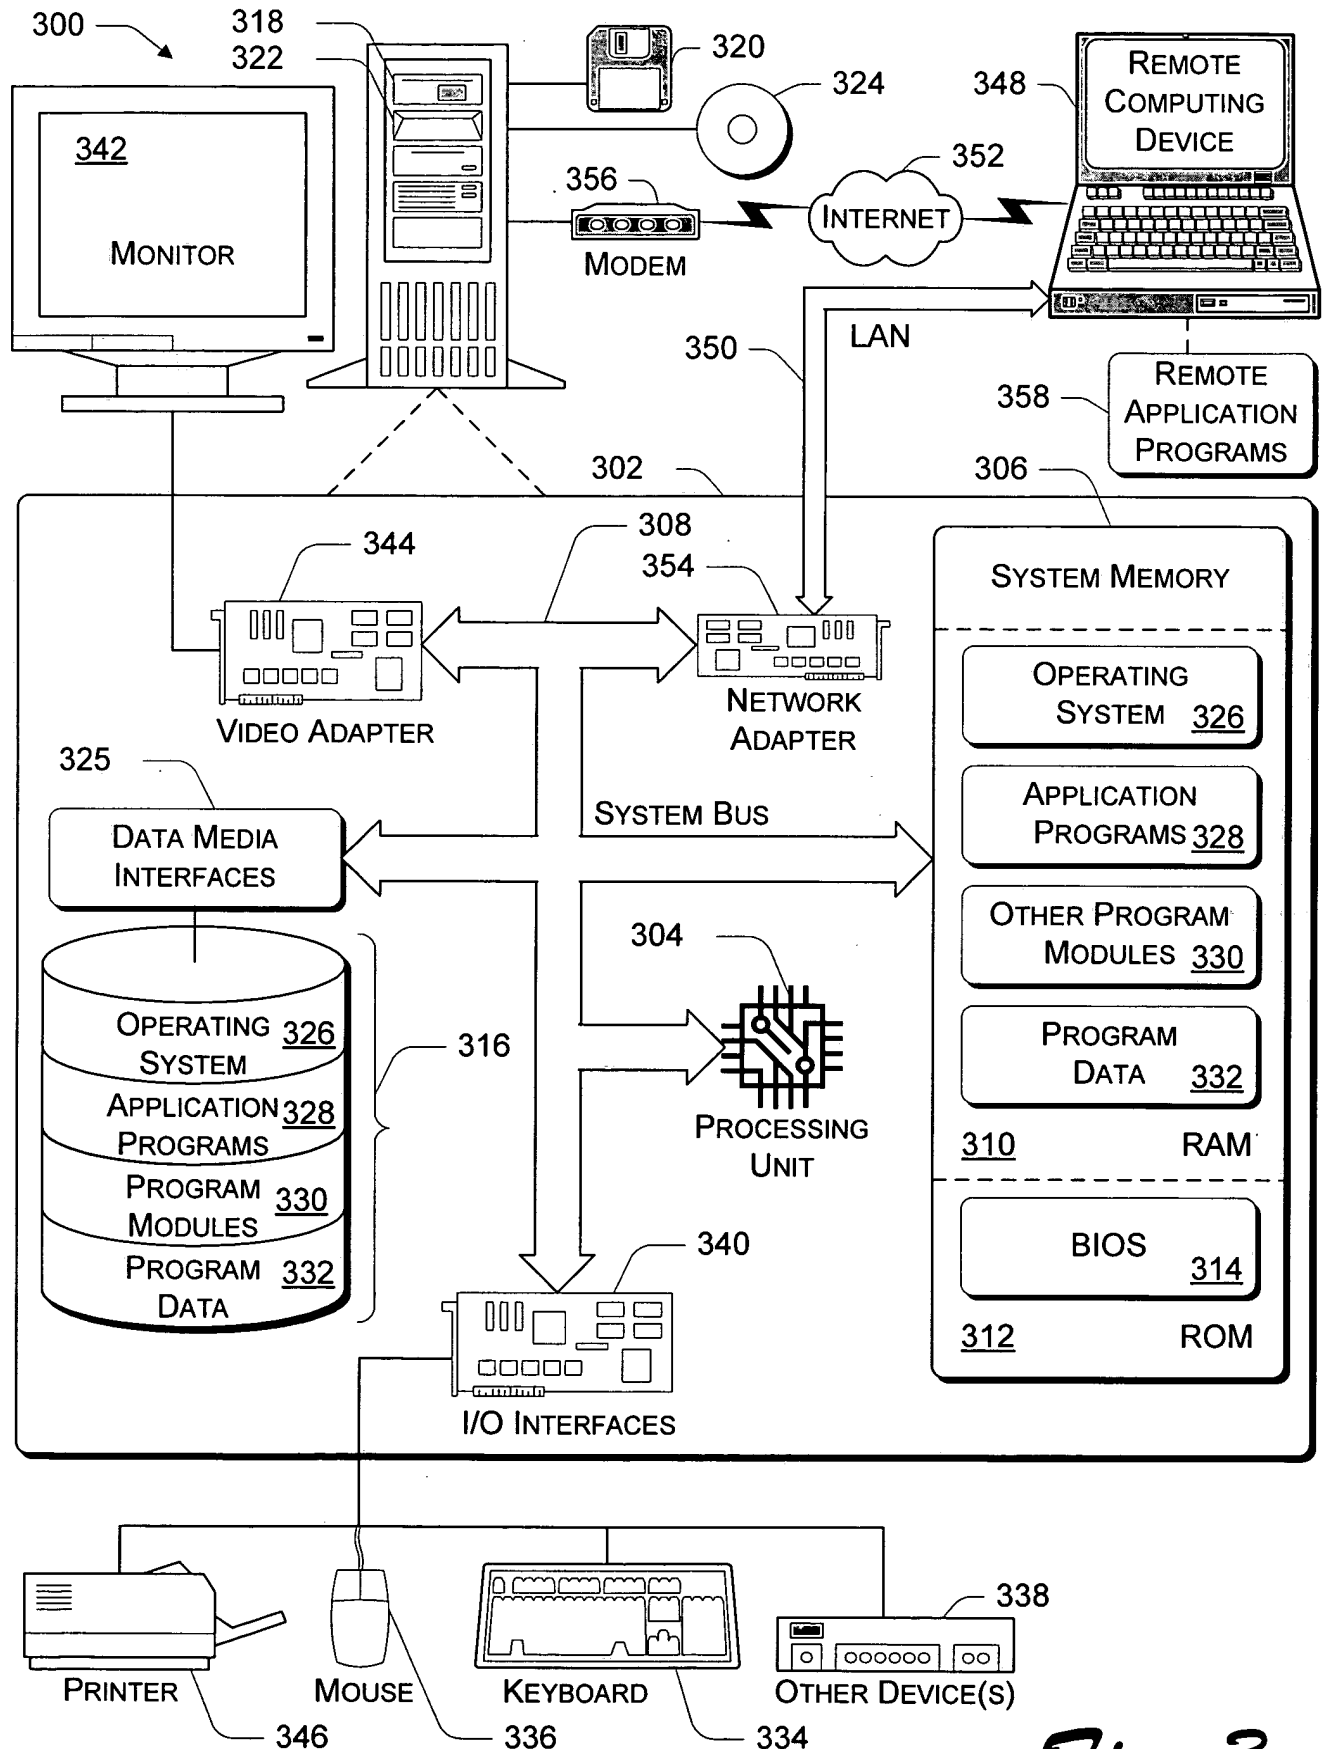 300
318
322
320
324
348
REMOTE
COMPUTING
DEVICE
342
MONITOR
356
MODEM
352
INTERNET
LAN
350
358
REMOTE
APPLICATION
PROGRAMS
302
306
344
308
354
VIDEO ADAPTER
NETWORK
ADAPTER
SYSTEM MEMORY
OPERATING
SYSTEM 326
APPLICATION
PROGRAMS 328
OTHER PROGRAM
MODULES 330
PROGRAM
DATA 332
310 RAM
BIOS
314
312 ROM
325
DATA MEDIA
INTERFACES
SYSTEM BUS
304
PROCESSING
UNIT
OPERATING
SYSTEM 326
APPLICATION
PROGRAMS 328
PROGRAM
MODULES 330
PROGRAM
DATA 332
316
340
I/O INTERFACES
PRINTER
346
MOUSE
336
KEYBOARD
334
338
OTHER DEVICE(S)
Fig. 3